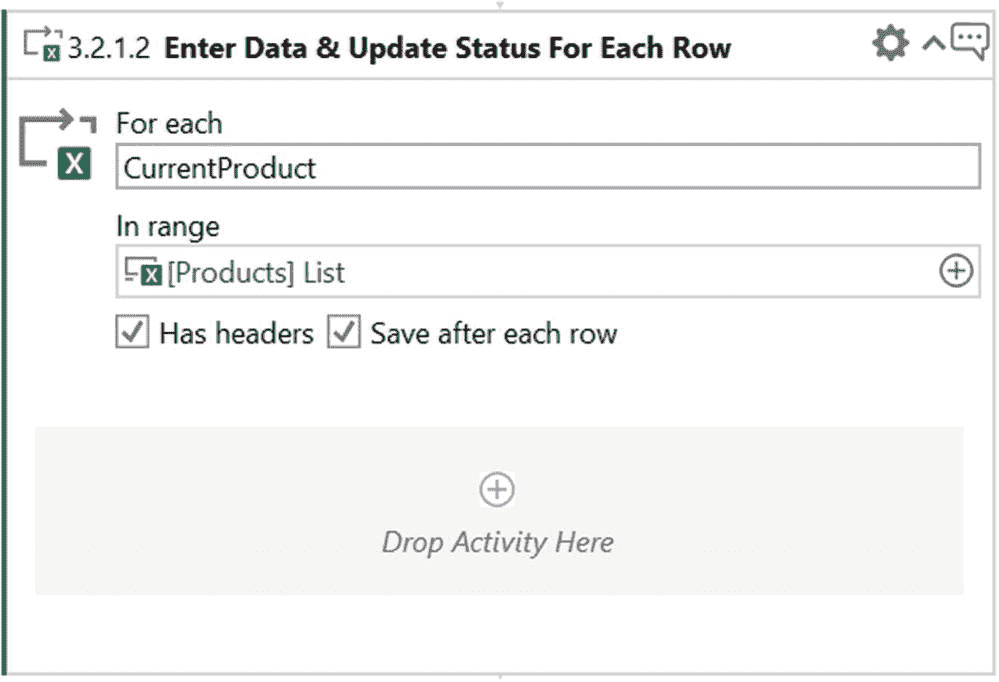 3.2.1.2 Enter Data & Update Status For Each Row
For each
CurrentProduct
In range
[Products] List
Has headers Save after each row
Drop Activity Here